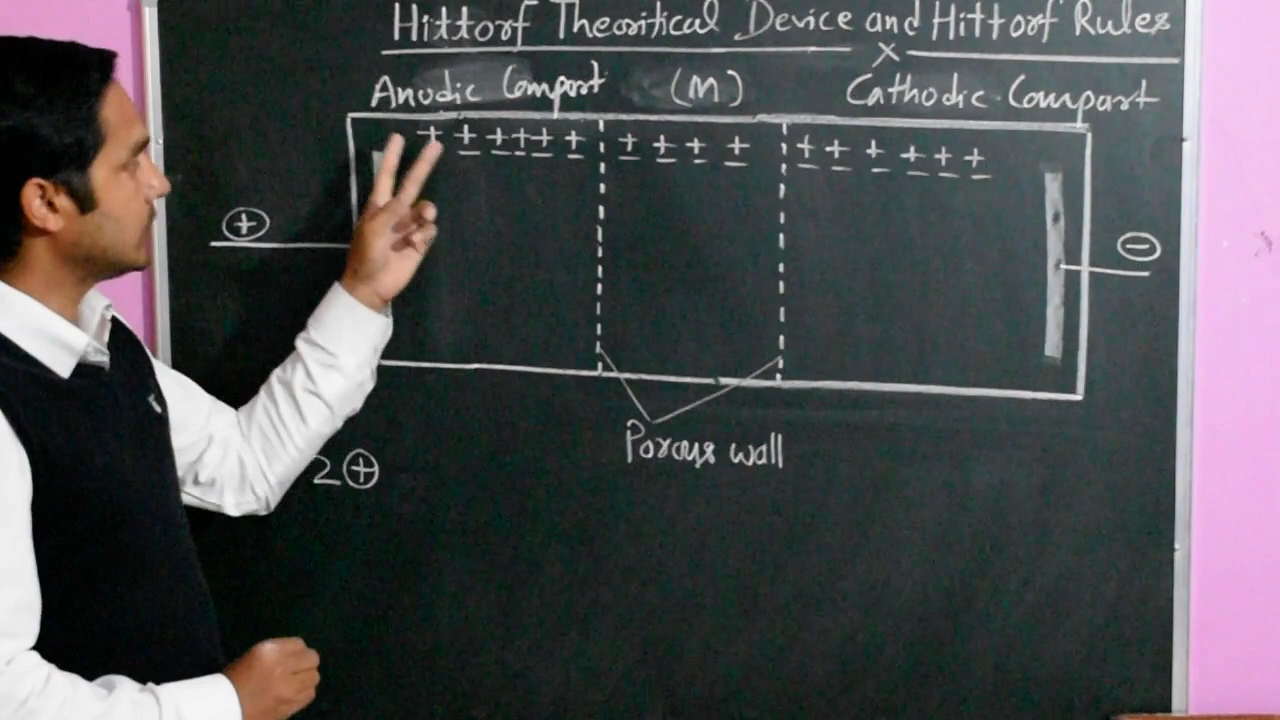 Hittorf Theoritical Device and Hittorf Rules
x
Anodic Compart (M) Cathodic Compart
+ + + + + + + + + + + + + + + + +
− − − − − − − − − − − − − − − −
+
−
Porous wall
2+